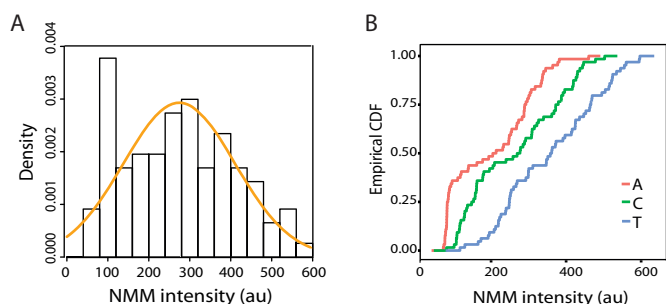 A
Density
0.004
0.003
0.002
0.001
0.000
0 100 200 300 400 500 600
NMM intensity (au)
B
Empirical CDF
1.00
0.75
0.50
0.25
0.00
A
C
T
0 200 400 600
NMM intensity (au)